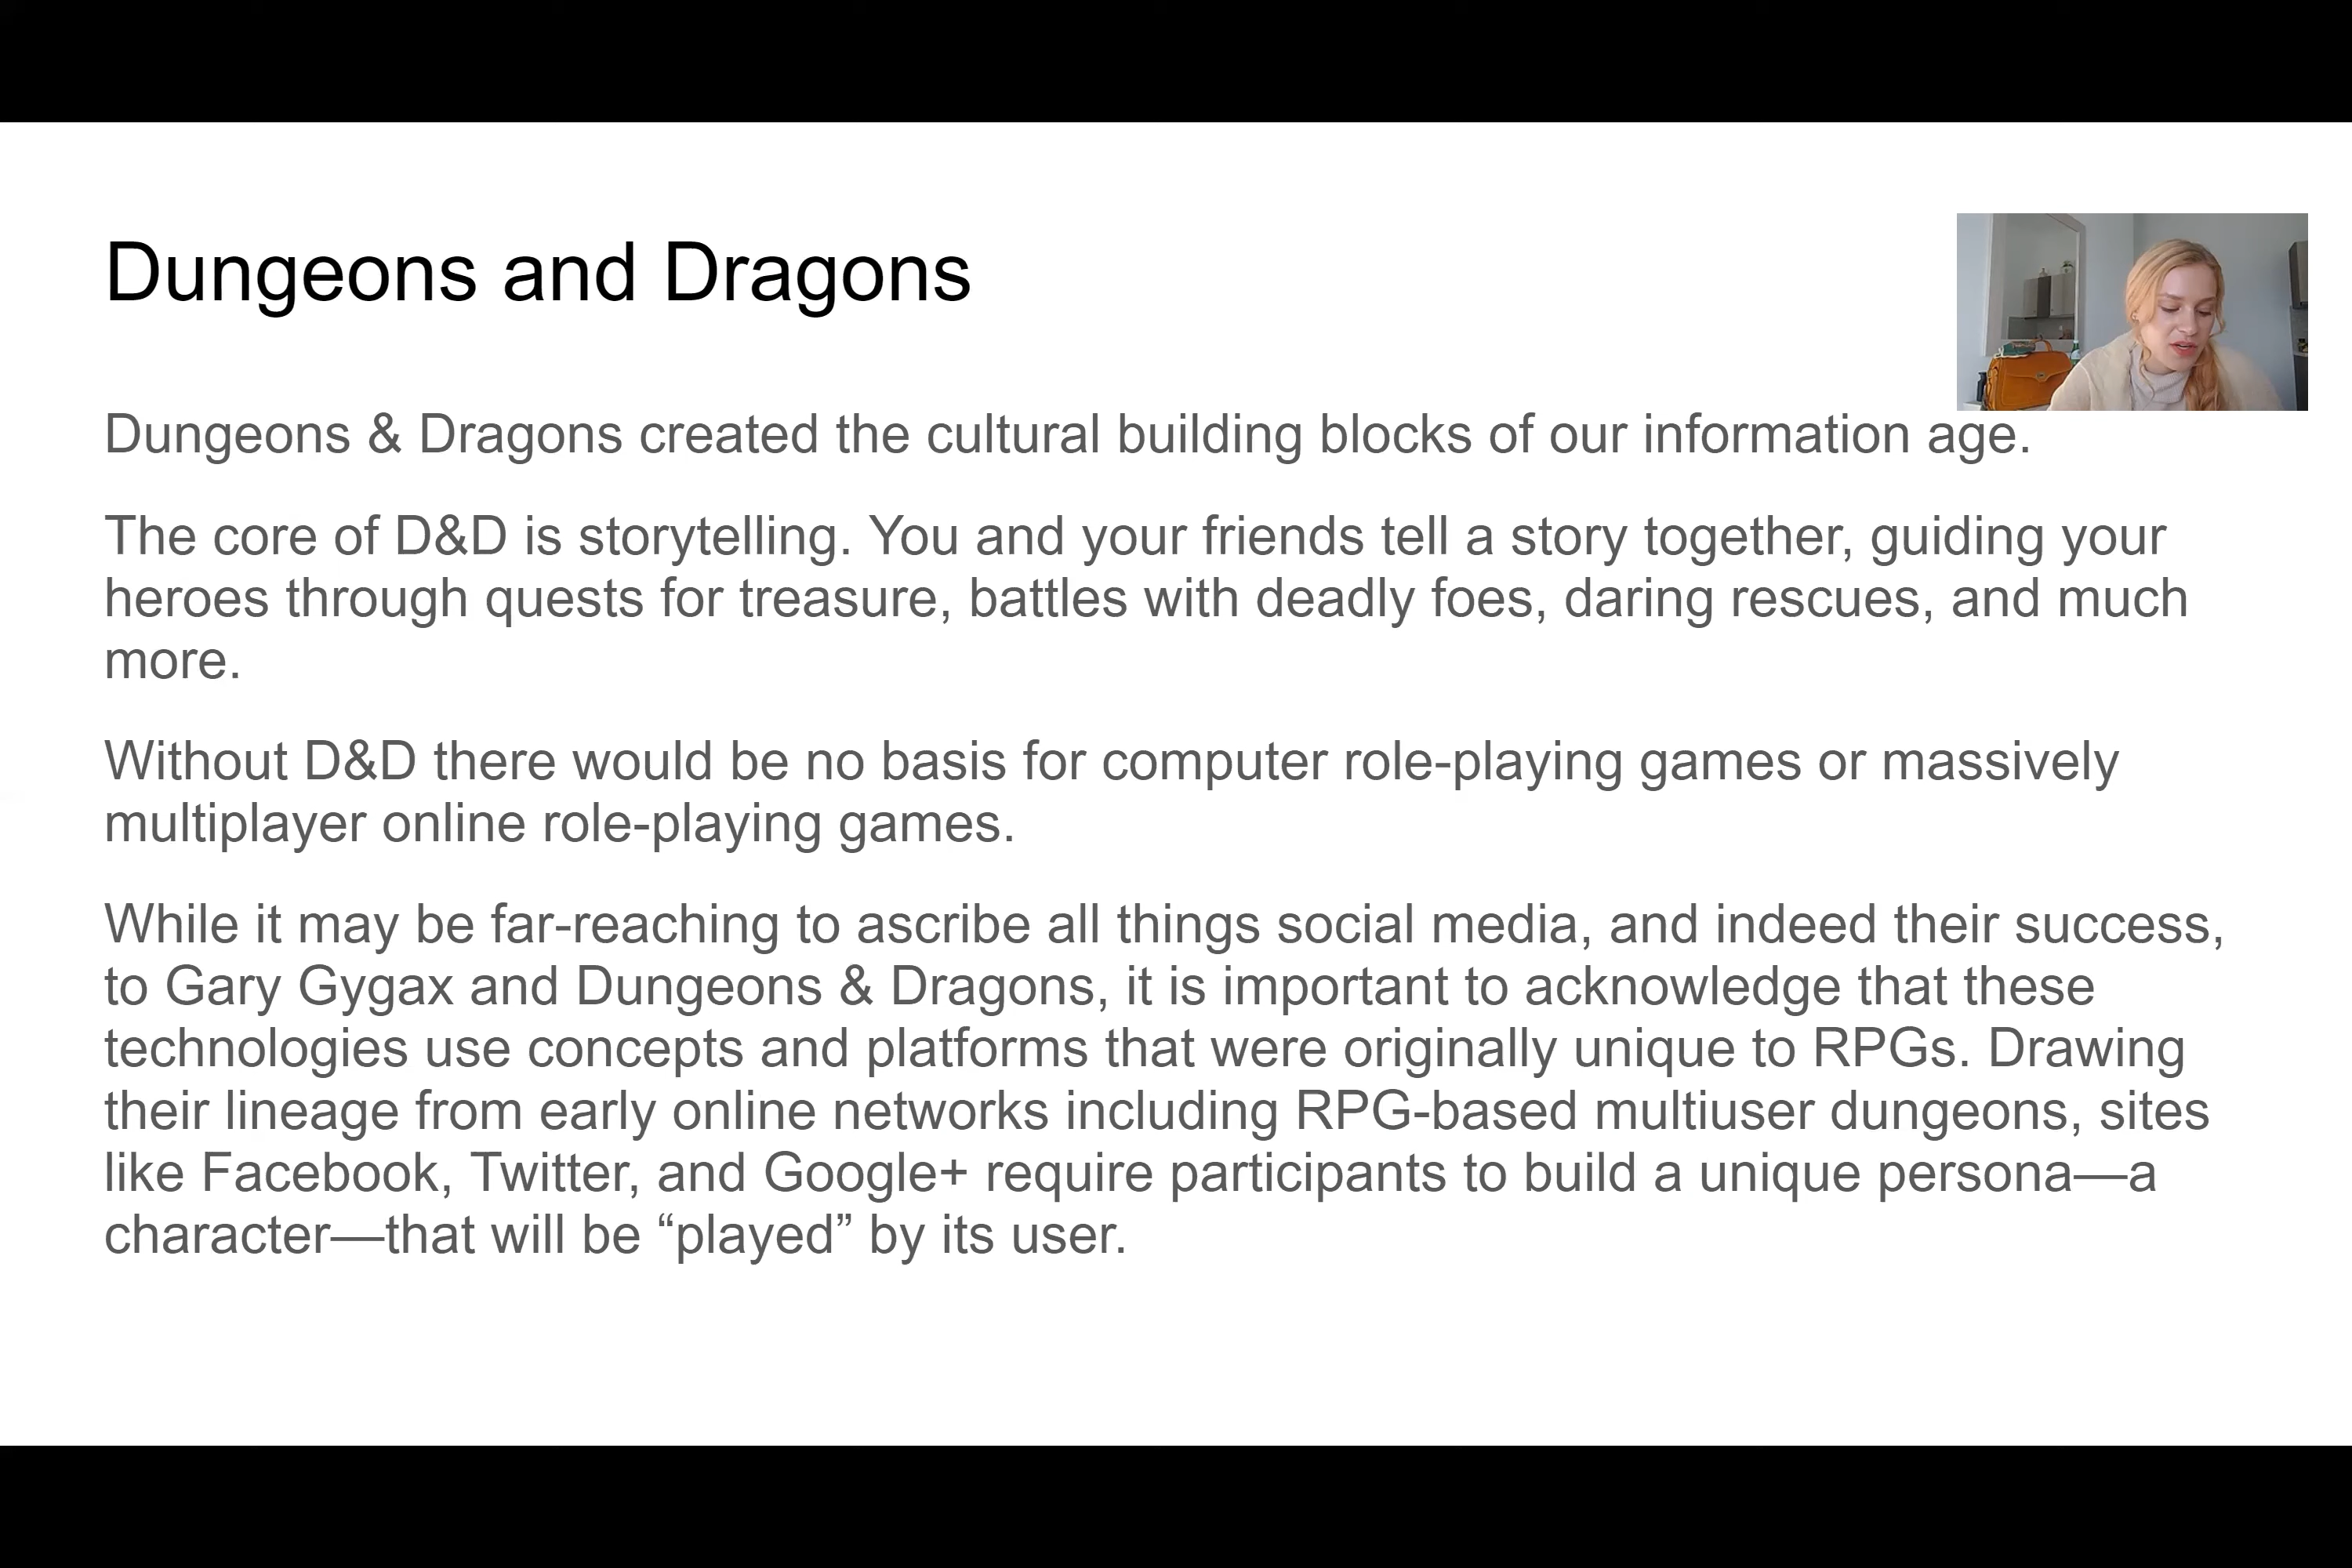 Dungeons and Dragons
Dungeons & Dragons created the cultural building blocks of our information age.
The core of D&D is storytelling. You and your friends tell a story together, guiding your
heroes through quests for treasure, battles with deadly foes, daring rescues, and much
more.
Without D&D there would be no basis for computer role-playing games or massively
multiplayer online role-playing games.
While it may be far-reaching to ascribe all things social media, and indeed their success,
to Gary Gygax and Dungeons & Dragons, it is important to acknowledge that these
technologies use concepts and platforms that were originally unique to RPGs. Drawing
their lineage from early online networks including RPG-based multiuser dungeons, sites
like Facebook, Twitter, and Google+ require participants to build a unique persona—a
character—that will be “played” by its user.